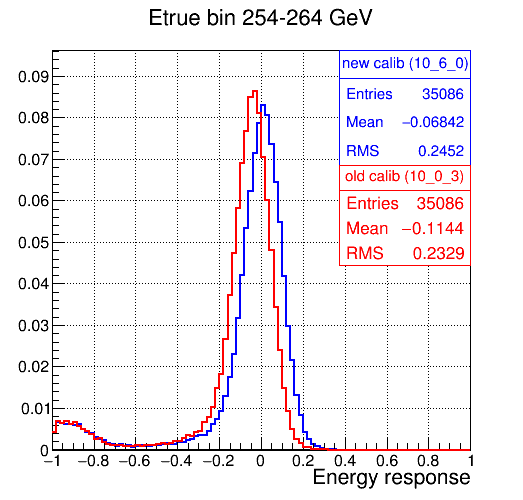 Etrue bin 254-264 GeV
new calib (10_6_0)
Entries 35086
Mean −0.06842
RMS 0.2452
old calib (10_0_3)
Entries 35086
Mean −0.1144
RMS 0.2329
0.09
0.08
0.07
0.06
0.05
0.04
0.03
0.02
0.01
0
−1 −0.8 −0.6 −0.4 −0.2 0 0.2 0.4 0.6 0.8 1
Energy response